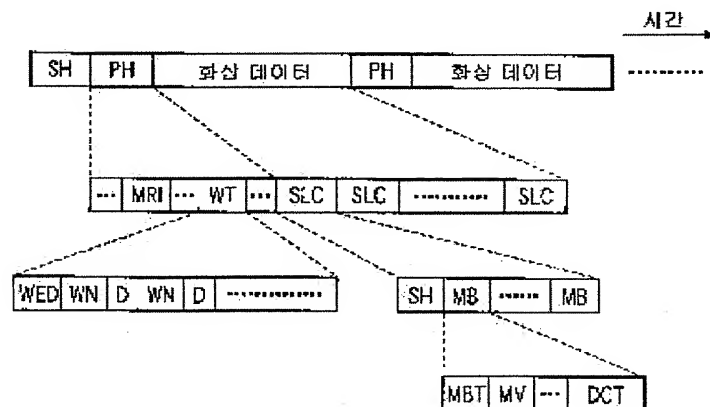 시간
SH PH 화상 데이터 PH 화상 데이터 ........
... MRI ... WT ... SLC SLC ........ SLC
WED WN D WN D ........
SH MB ...... MB
MBT MV ... DCT